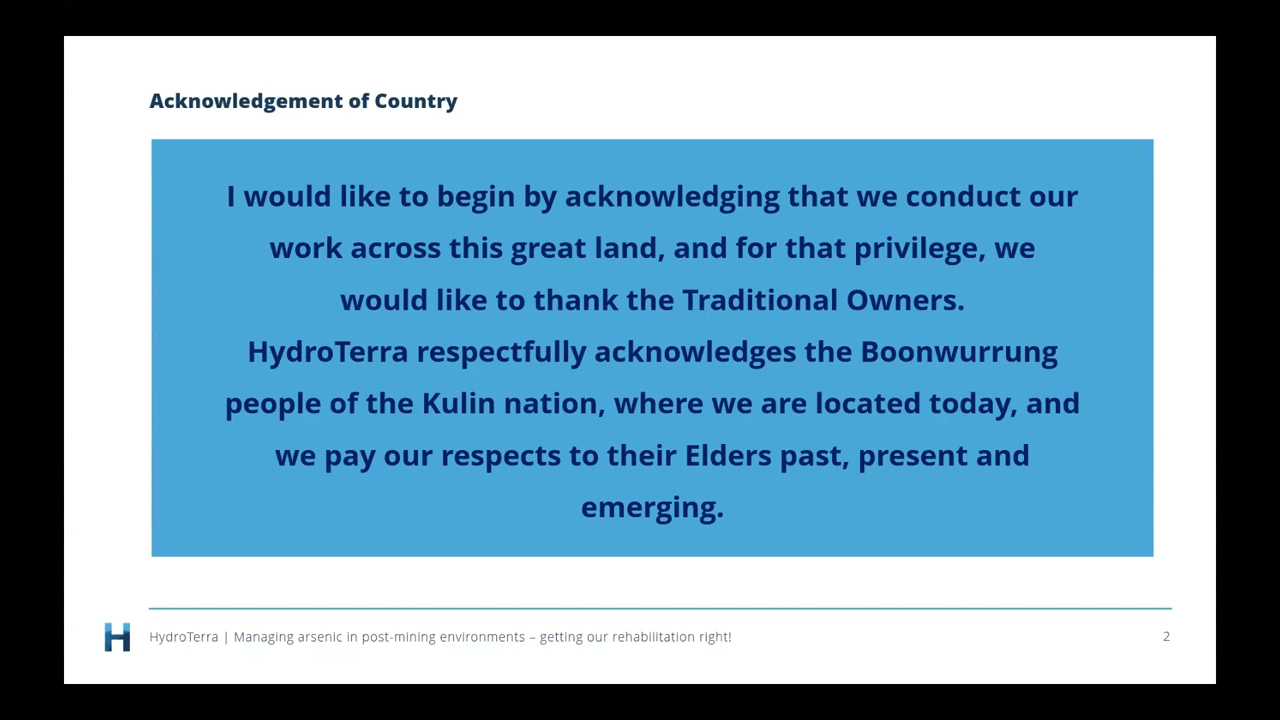 Acknowledgement of Country
I would like to begin by acknowledging that we conduct our
work across this great land, and for that privilege, we
would like to thank the Traditional Owners.
HydroTerra respectfully acknowledges the Boonwurrung
people of the Kulin nation, where we are located today, and
we pay our respects to their Elders past, present and
emerging.
H HydroTerra | Managing arsenic in post-mining environments – getting our rehabilitation right! 2